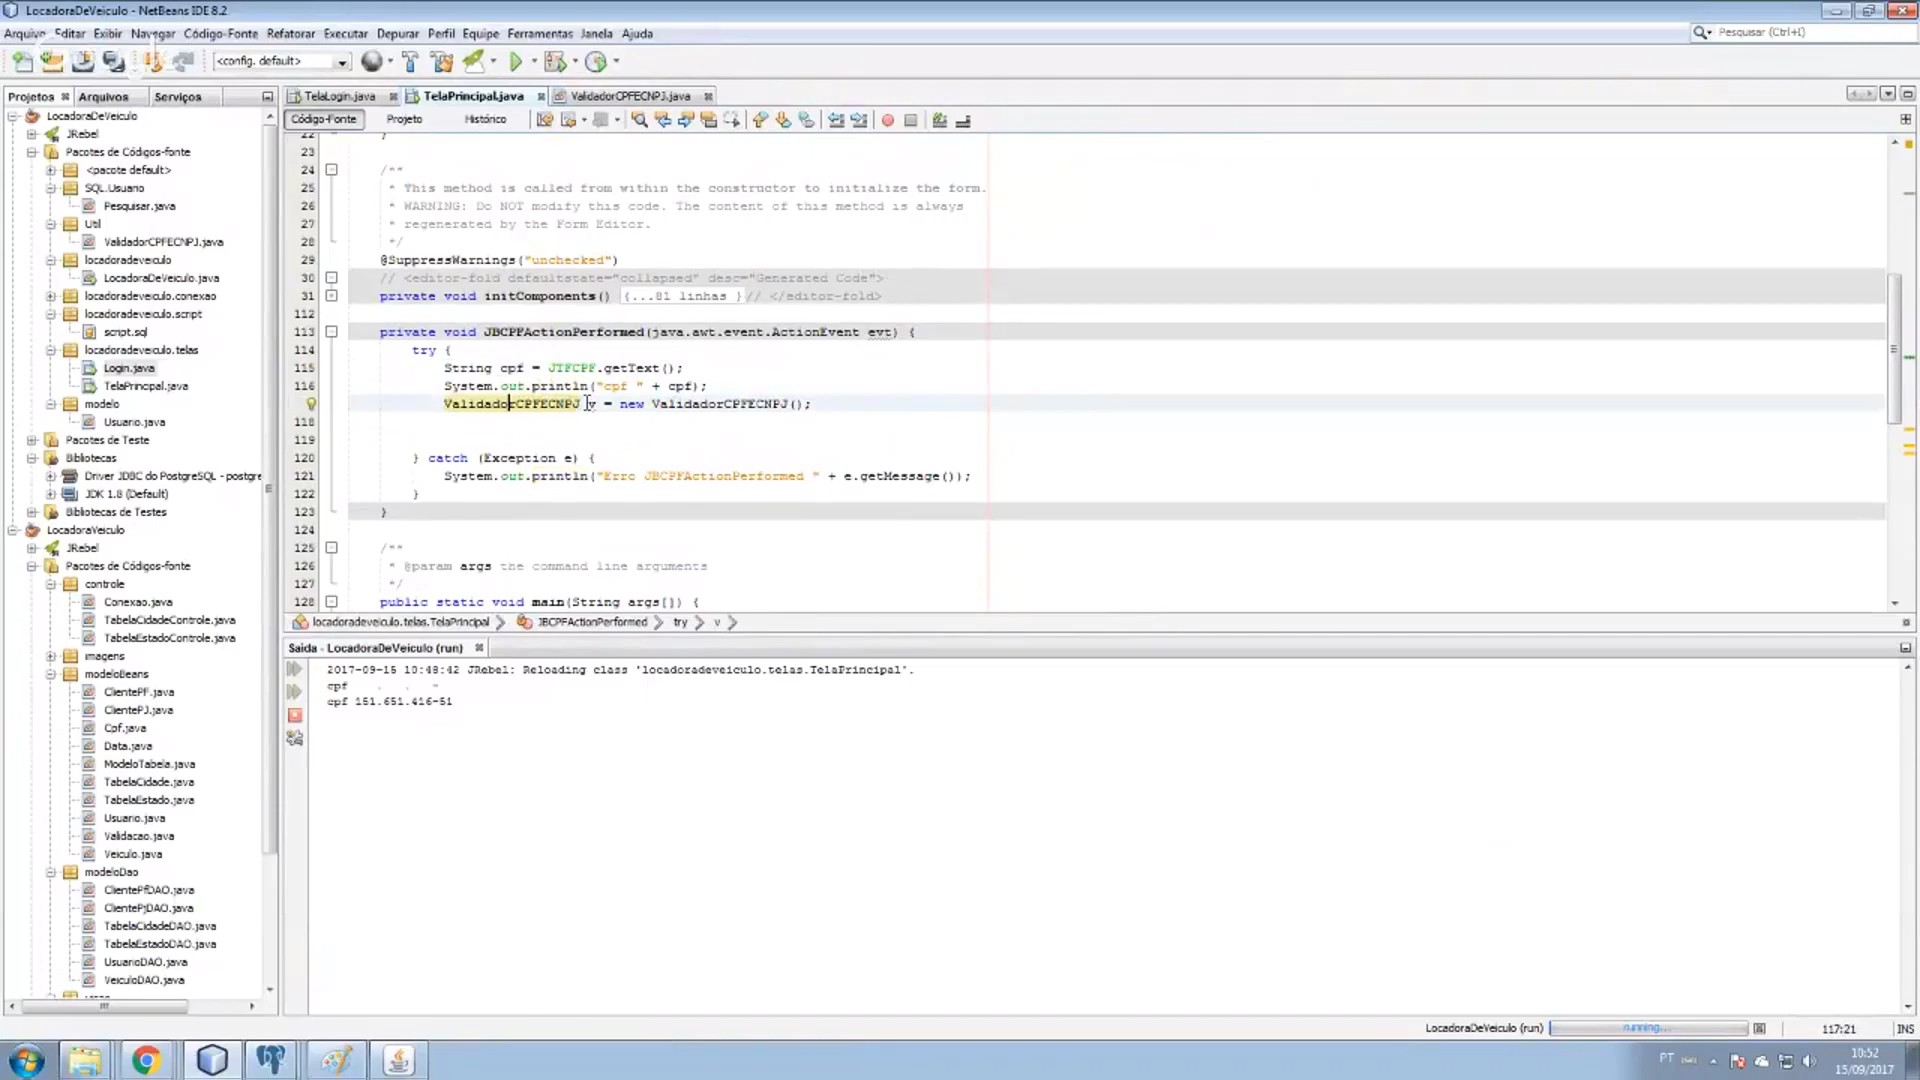 LocadoraDeVeiculo - NetBeans IDE 8.2
Arquivo Editar Exibir Navegar Código-Fonte Refatorar Executar Depurar Perfil Equipe Ferramentas Janela Ajuda
Pesquisar (Ctrl+I)
<config. default>
Projetos Arquivos Serviços
TelaLogin.java TelaPrincipal.java ValidadorCPFECNPJ.java
Código-Fonte Projeto Histórico
LocadoraDeVeiculo
JRebel
Pacotes de Códigos-fonte
<pacote default>
SQL.Usuario
Pesquisar.java
Util
ValidadorCPFECNPJ.java
locadoradeveiculo
LocadoraDeVeiculo.java
locadoradeveiculo.conexao
locadoradeveiculo.script
script.sql
locadoradeveiculo.telas
Login.java
TelaPrincipal.java
modelo
Usuario.java
Pacotes de Teste
Bibliotecas
Driver JDBC do PostgreSQL - postgre
JDK 1.8 (Default)
Bibliotecas de Testes
LocadoraVeiculo
JRebel
Pacotes de Códigos-fonte
controle
Conexao.java
TabelaCidadeControle.java
TabelaEstadoControle.java
imagens
modeloBeans
ClientePF.java
ClientePJ.java
Cpf.java
Data.java
ModeloTabela.java
TabelaCidade.java
TabelaEstado.java
Usuario.java
Validacao.java
Veiculo.java
modeloDao
ClientePfDAO.java
ClientePjDAO.java
TabelaCidadeDAO.java
TabelaEstadoDAO.java
UsuarioDAO.java
VeiculoDAO.java
22 }
23
24 /**
25 * This method is called from within the constructor to initialize the form.
26 * WARNING: Do NOT modify this code. The content of this method is always
27 * regenerated by the Form Editor.
28 */
29 @SuppressWarnings("unchecked")
30 // <editor-fold defaultstate="collapsed" desc="Generated Code">
31 private void initComponents() {...81 linhas }// </editor-fold>
112
113 private void JBCPFActionPerformed(java.awt.event.ActionEvent evt) {
114 try {
115 String cpf = JTFCPF.getText();
116 System.out.println("cpf " + cpf);
ValidadorCPFECNPJ v = new ValidadorCPFECNPJ();
118
119
120 } catch (Exception e) {
121 System.out.println("Erro JBCPFActionPerformed " + e.getMessage());
122 }
123 }
124
125 /**
126 * @param args the command line arguments
127 */
128 public static void main(String args[]) {
locadoradeveiculo.telas.TelaPrincipal JBCPFActionPerformed try v
Saída - LocadoraDeVeiculo (run)
2017-09-15 10:48:42 JRebel: Reloading class 'locadoradeveiculo.telas.TelaPrincipal'.
cpf . . -
cpf 151.651.416-51
LocadoraDeVeiculo (run) running... 117:21 INS
PT 10:52
15/09/2017